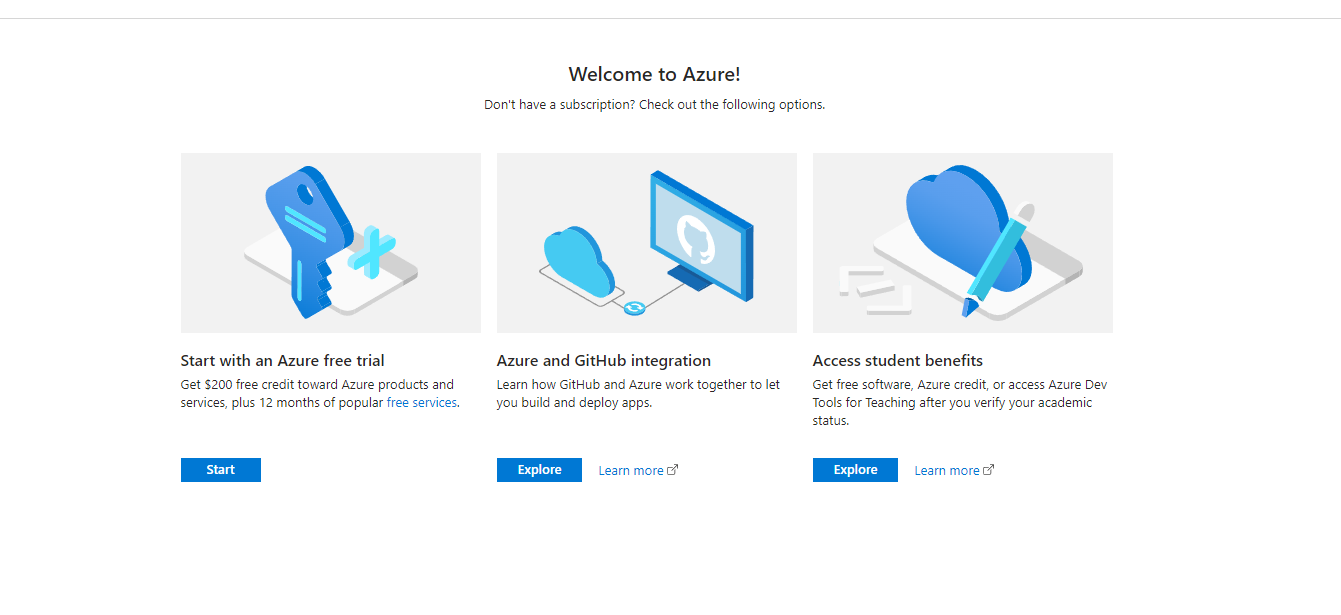 Welcome to Azure!
Don't have a subscription? Check out the following options.
Start with an Azure free trial
Get $200 free credit toward Azure products and
services, plus 12 months of popular free services.
Start
Azure and GitHub integration
Learn how GitHub and Azure work together to let
you build and deploy apps.
Explore
Learn more
Access student benefits
Get free software, Azure credit, or access Azure Dev
Tools for Teaching after you verify your academic
status.
Explore
Learn more